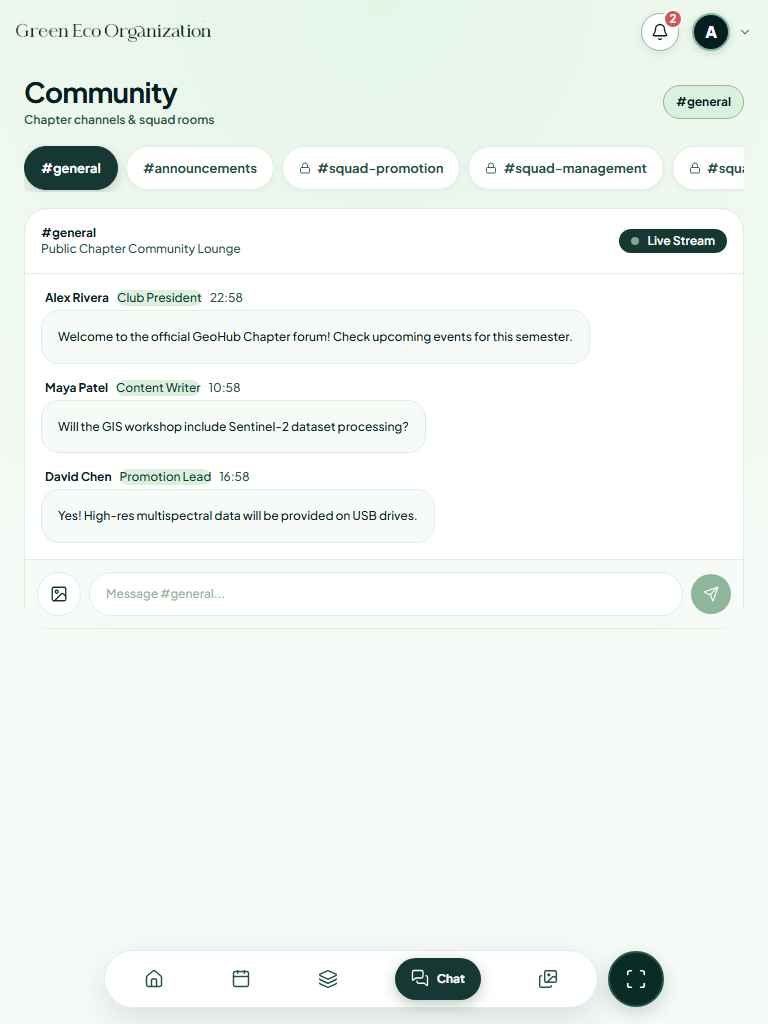 Green Eco Organization
2
A
Community
Chapter channels & squad rooms
#general
#general
#announcements
#squad-promotion
#squad-management
#squa
#general
Public Chapter Community Lounge
Live Stream
Alex Rivera Club President 22:58
Welcome to the official GeoHub Chapter forum! Check upcoming events for this semester.
Maya Patel Content Writer 10:58
Will the GIS workshop include Sentinel-2 dataset processing?
David Chen Promotion Lead 16:58
Yes! High-res multispectral data will be provided on USB drives.
Message #general...
Chat